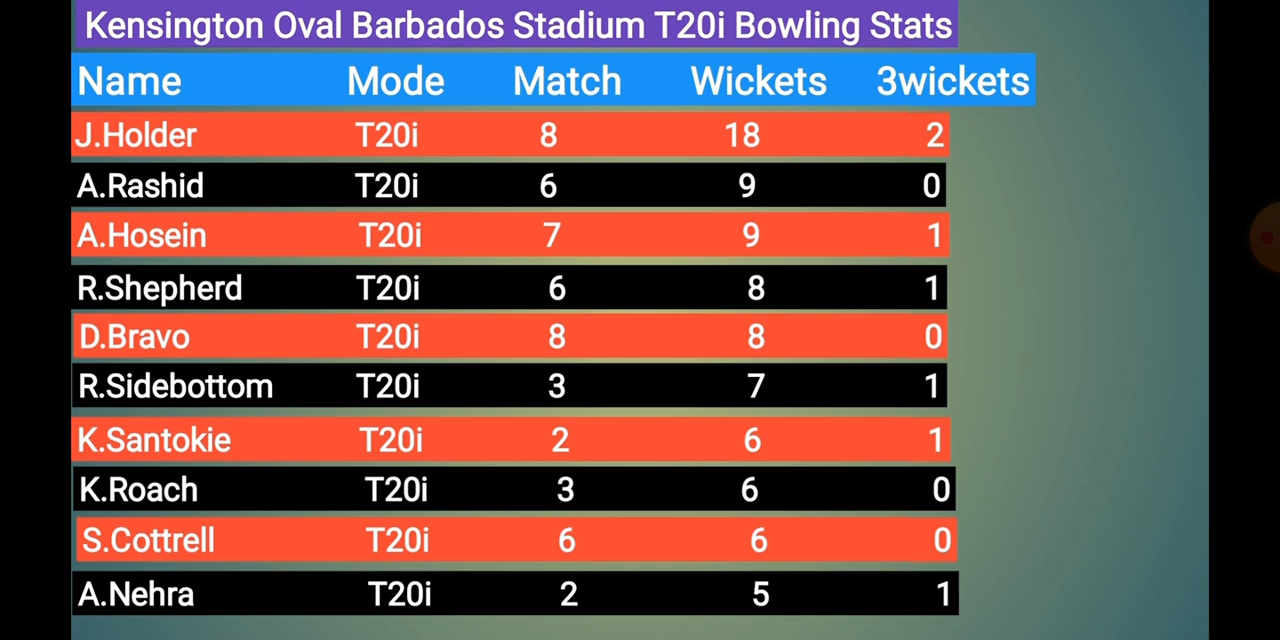 Kensington Oval Barbados Stadium T20i Bowling Stats
Name Mode Match Wickets 3wickets
J.Holder T20i 8 18 2
A.Rashid T20i 6 9 0
A.Hosein T20i 7 9 1
R.Shepherd T20i 6 8 1
D.Bravo T20i 8 8 0
R.Sidebottom T20i 3 7 1
K.Santokie T20i 2 6 1
K.Roach T20i 3 6 0
S.Cottrell T20i 6 6 0
A.Nehra T20i 2 5 1